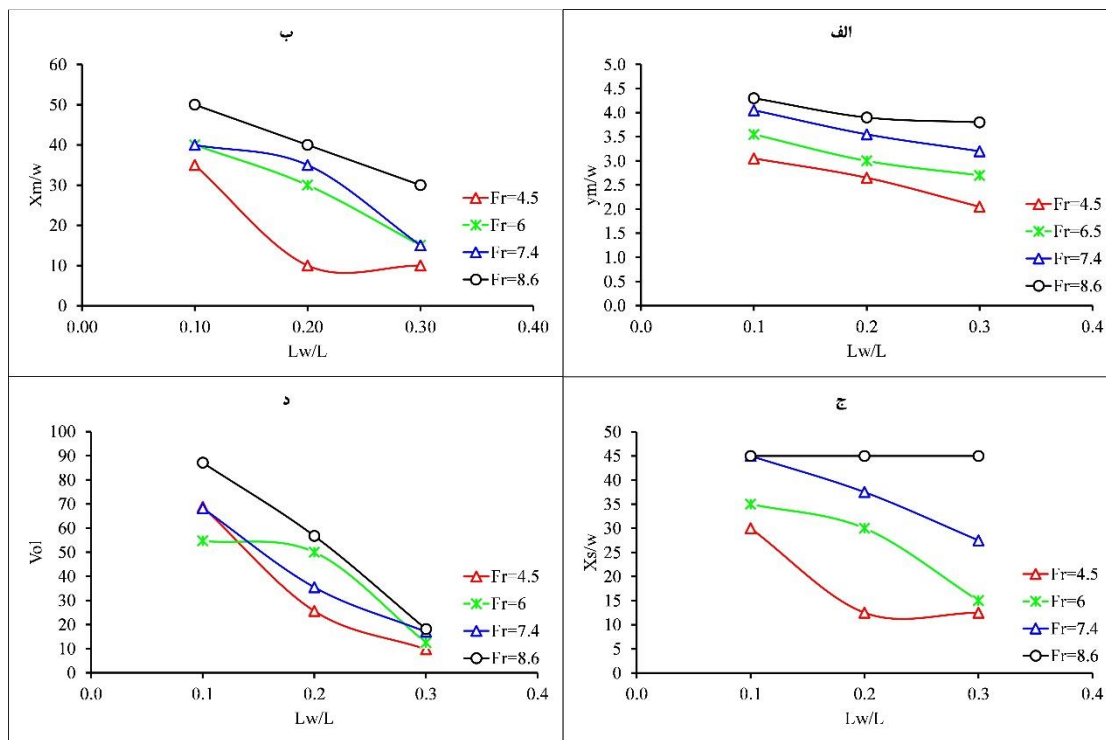 ب
Xm/w
60
50
40
30
20
10
0
0.00 0.10 0.20 0.30 0.40
Lw/L
Fr=4.5
Fr=6
Fr=7.4
Fr=8.6
الف
ym/w
5.0
4.5
4.0
3.5
3.0
2.5
2.0
1.5
1.0
0.5
0.0
0.0 0.1 0.2 0.3 0.4
Lw/L
Fr=4.5
Fr=6.5
Fr=7.4
Fr=8.6
د
Vol
100
90
80
70
60
50
40
30
20
10
0
0.0 0.1 0.2 0.3 0.4
Lw/L
Fr=4.5
Fr=6
Fr=7.4
Fr=8.6
ج
Xs/w
50
45
40
35
30
25
20
15
10
5
0
0.0 0.1 0.2 0.3 0.4
Lw/L
Fr=4.5
Fr=6
Fr=7.4
Fr=8.6